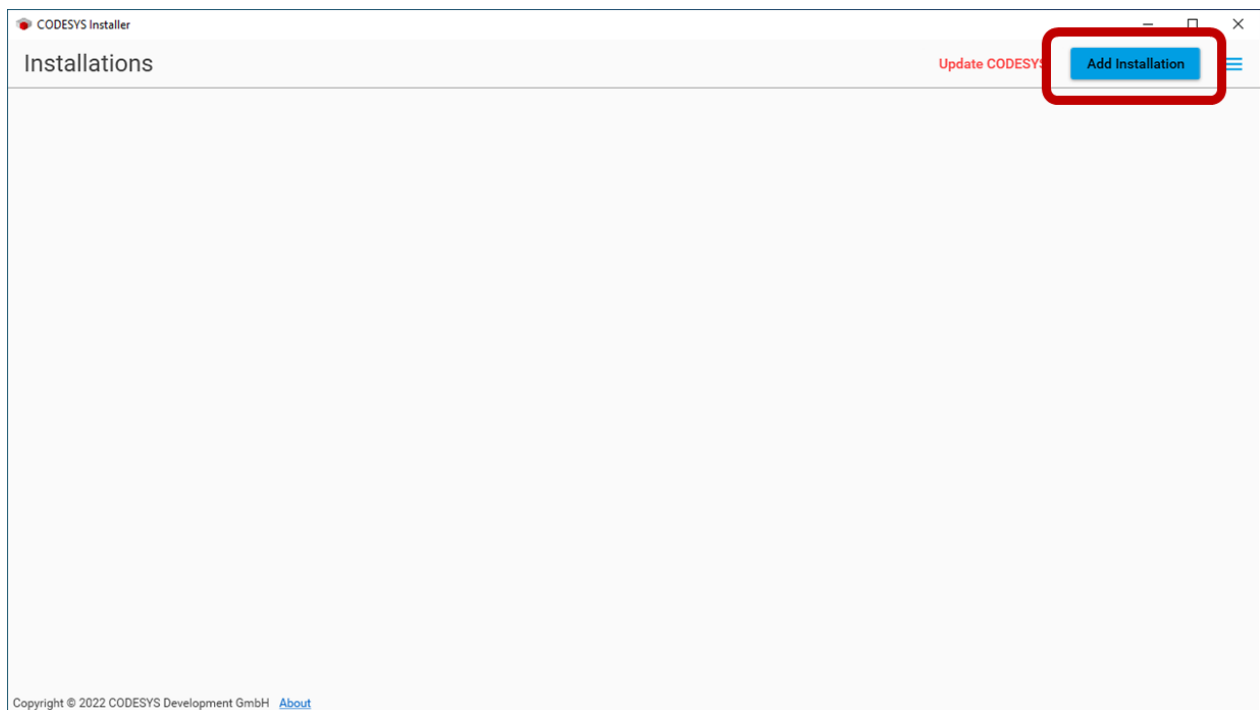 CODESYS Installer
Installations
Update CODESYS
Add Installation
Copyright © 2022 CODESYS Development GmbH About